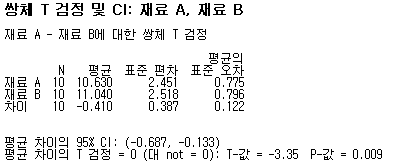 쌍체 T 검정 및 CI: 재료 A, 재료 B
재료 A - 재료 B에 대한 쌍체 T 검정
평균의
N 평균 표준 편차 표준 오차
재료 A 10 10.630 2.451 0.775
재료 B 10 11.040 2.518 0.796
차이 10 -0.410 0.387 0.122
평균 차이의 95% CI: (-0.687, -0.133)
평균 차이의 T 검정 = 0 (대 not = 0): T-값 = -3.35 P-값 = 0.009